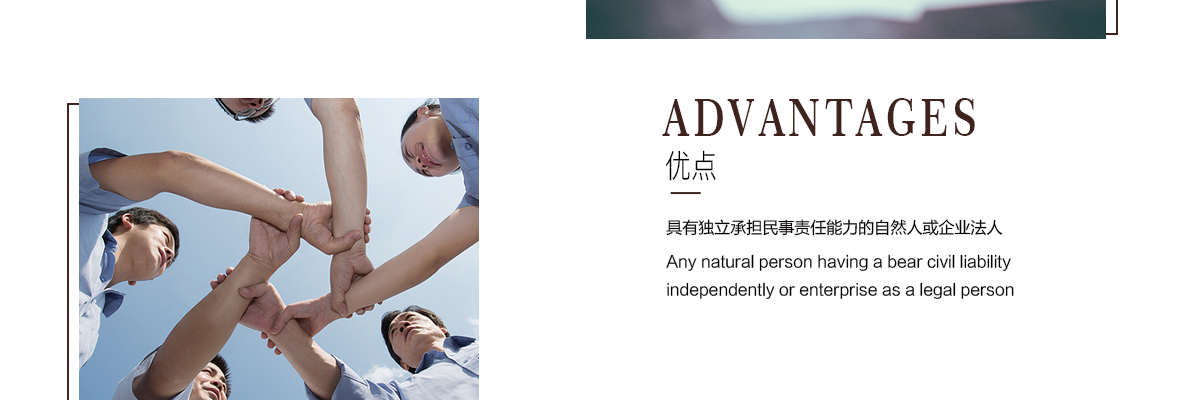 ADVANTAGES
优点
具有独立承担民事责任能力的自然人或企业法人
Any natural person having a bear civil liability
independently or enterprise as a legal person